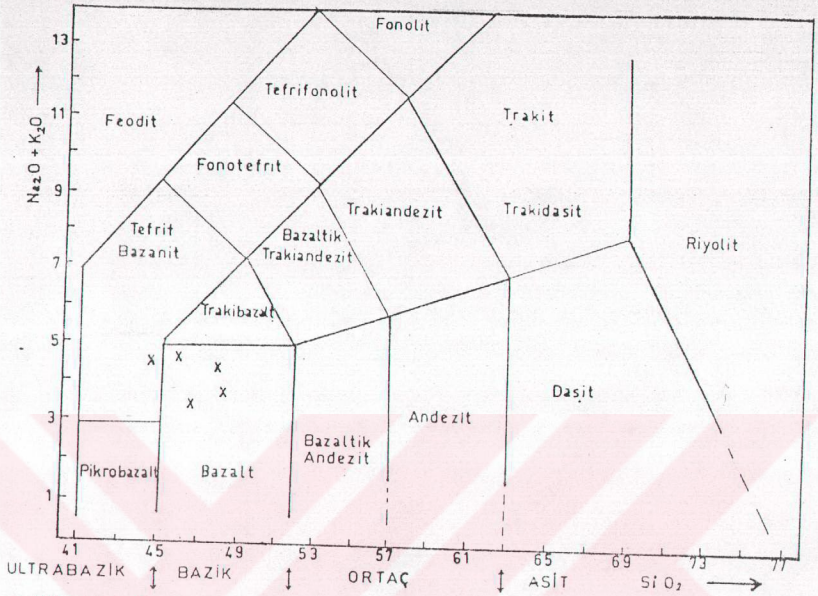 Fonolit
13
Tefrifonolit
Na2O + K2O
11
Feodit
Trakit
Fonotefrit
9
Trakiandezit
Trakidasit
Tefrit
Bazanit
Bazaltik
Trakiandezit
Riyolit
7
Trakibazalt
5
X X X
X X
Dasit
3
Andezit
Bazaltik
Andezit
Pikrobazalt
Bazalt
1
41 45 49 53 57 61 65 69 73 77
ULTRABAZİK BAZİK ORTAÇ ASİT SiO2